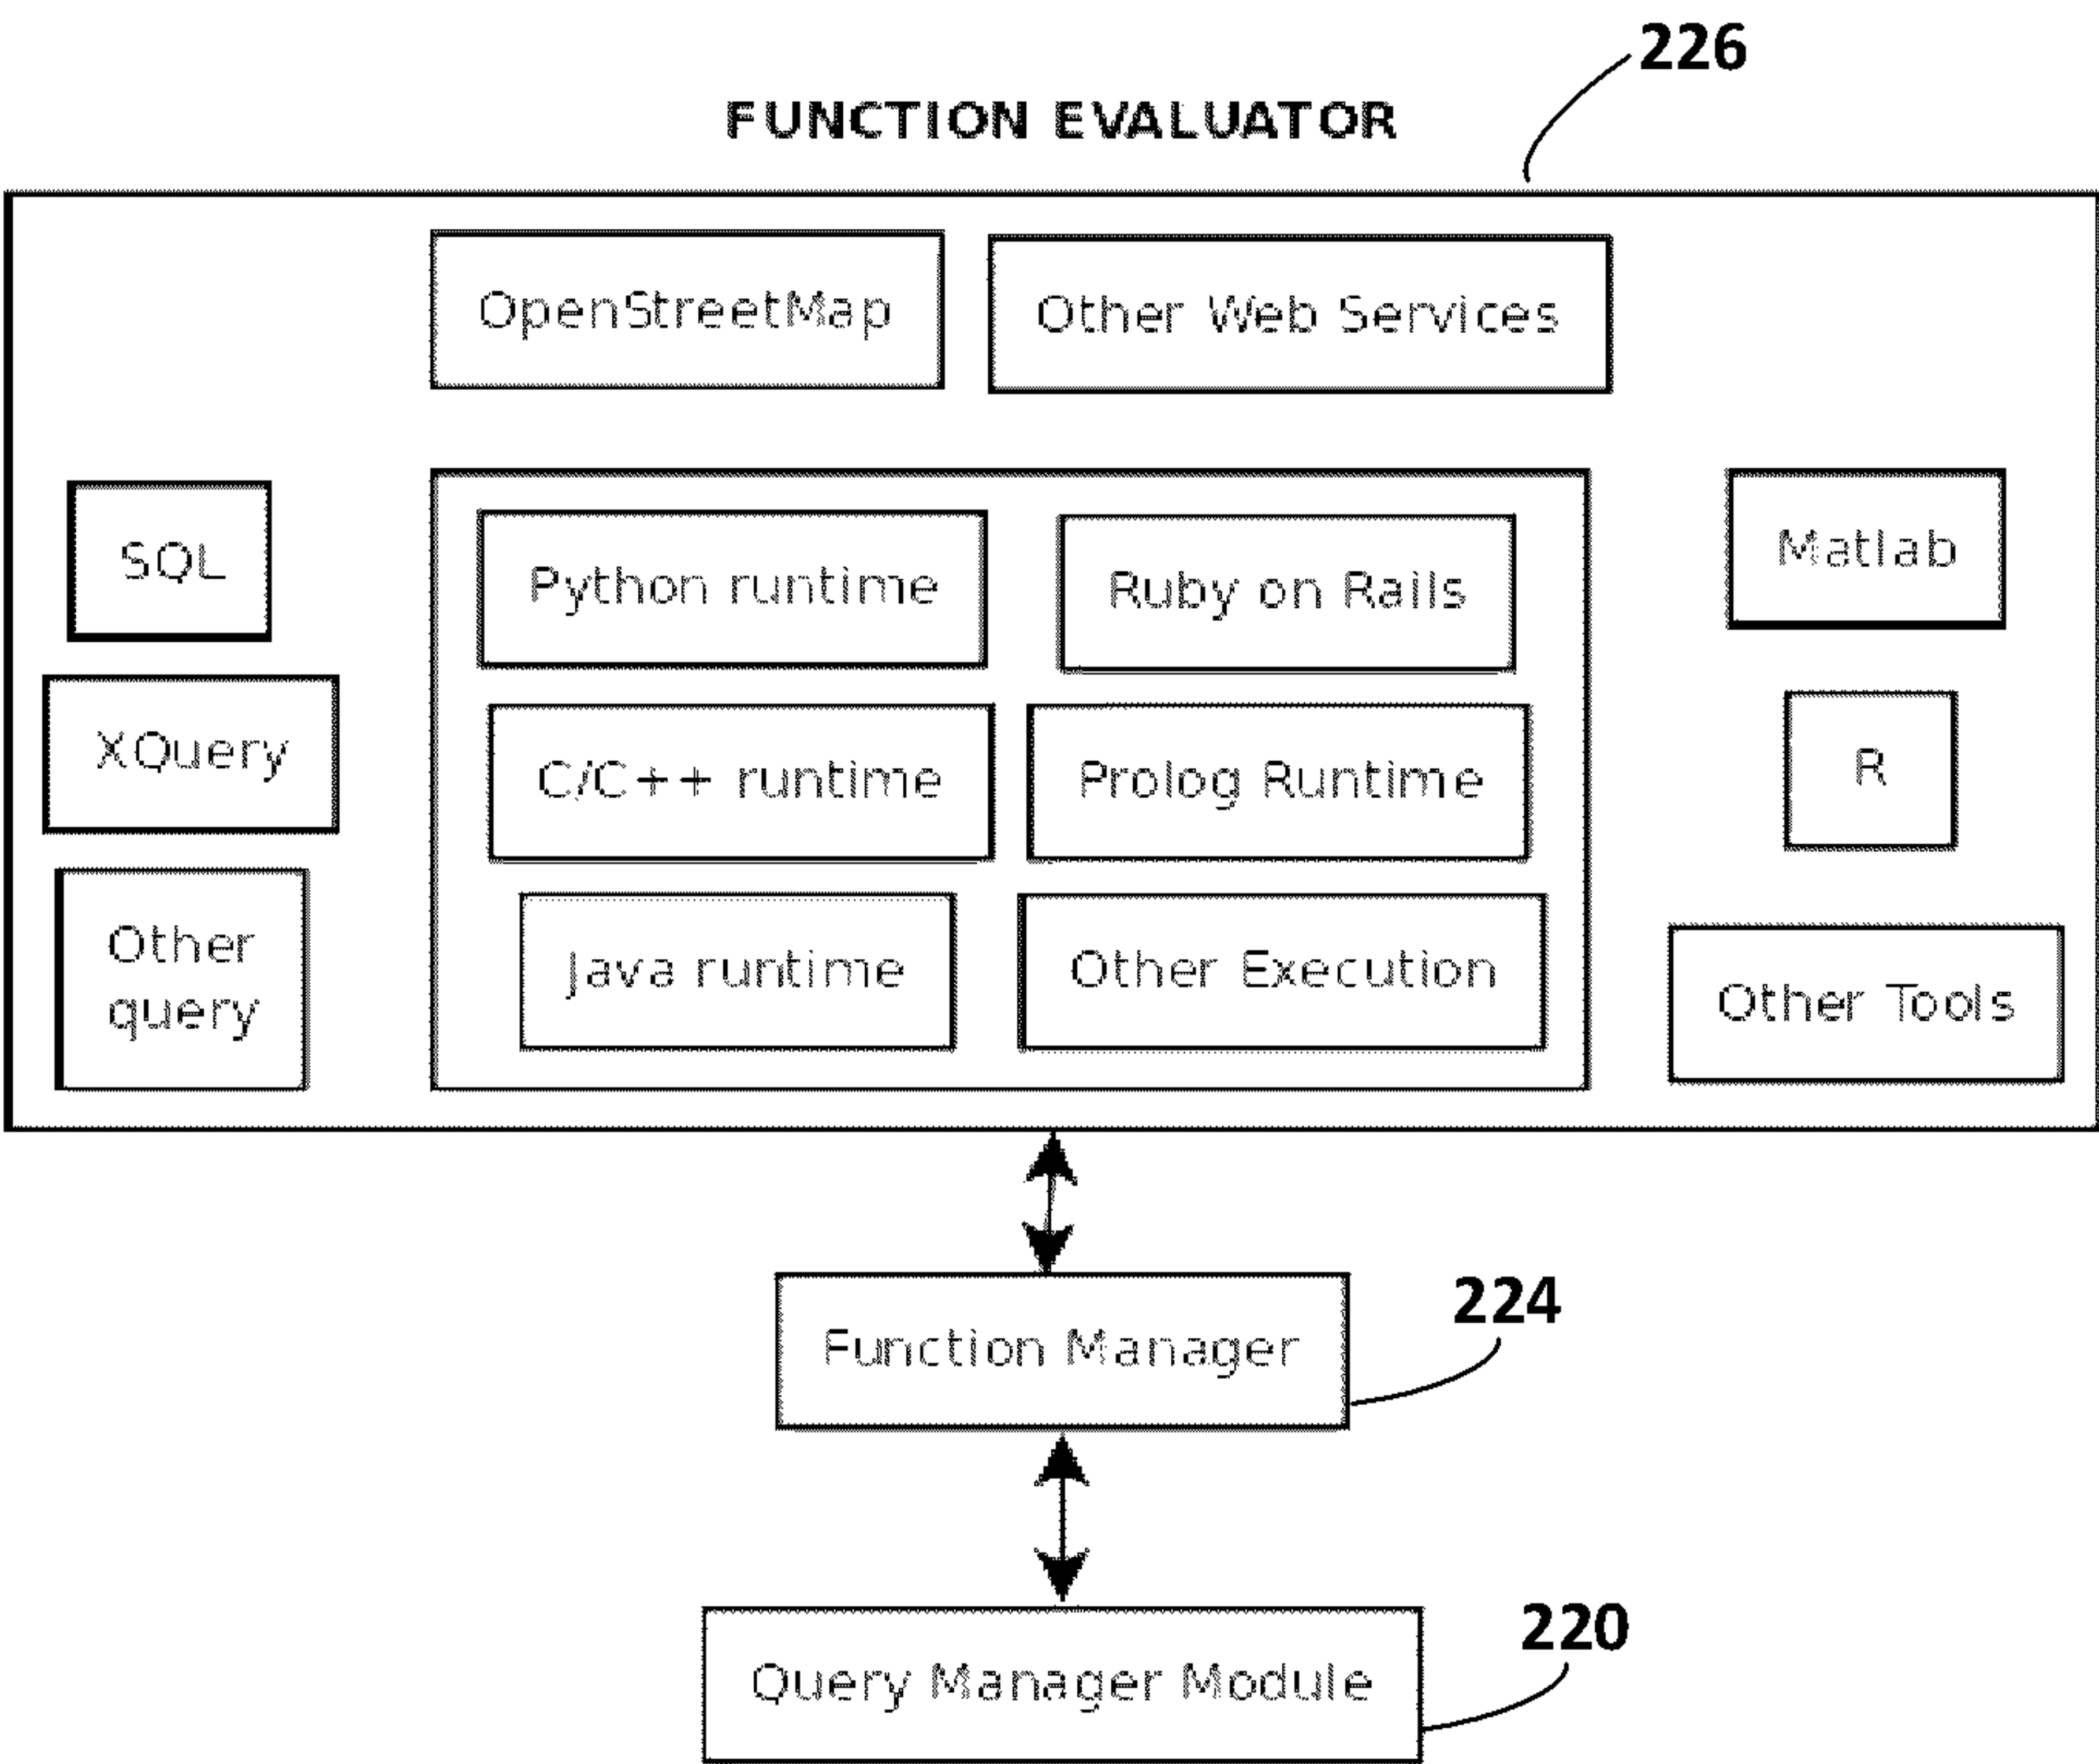 226
FUNCTION EVALUATOR
OpenStreetMap
Other Web Services
SQL
XQuery
Other
query
Python runtime
Ruby on Rails
C/C++ runtime
Prolog Runtime
Java runtime
Other Execution
Matlab
R
Other Tools
Function Manager
224
Query Manager Module
220